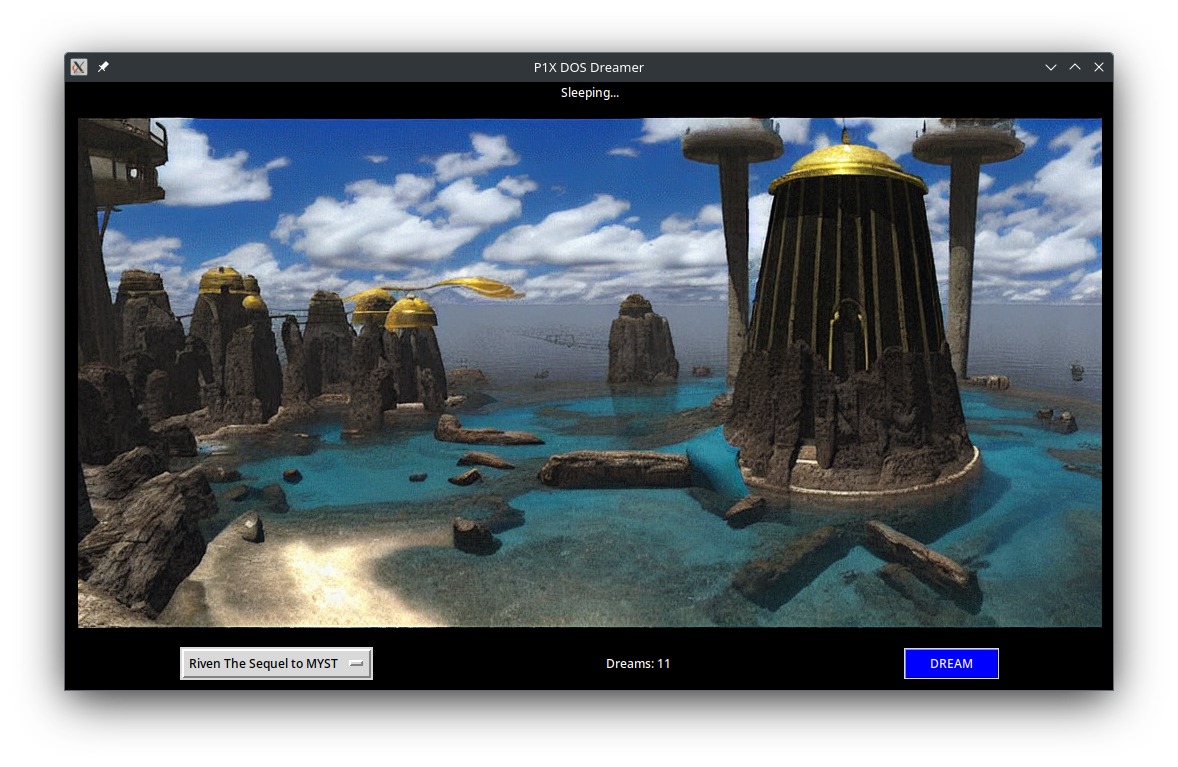 P1X DOS Dreamer
Sleeping...
Riven The Sequel to MYST
Dreams: 11
DREAM